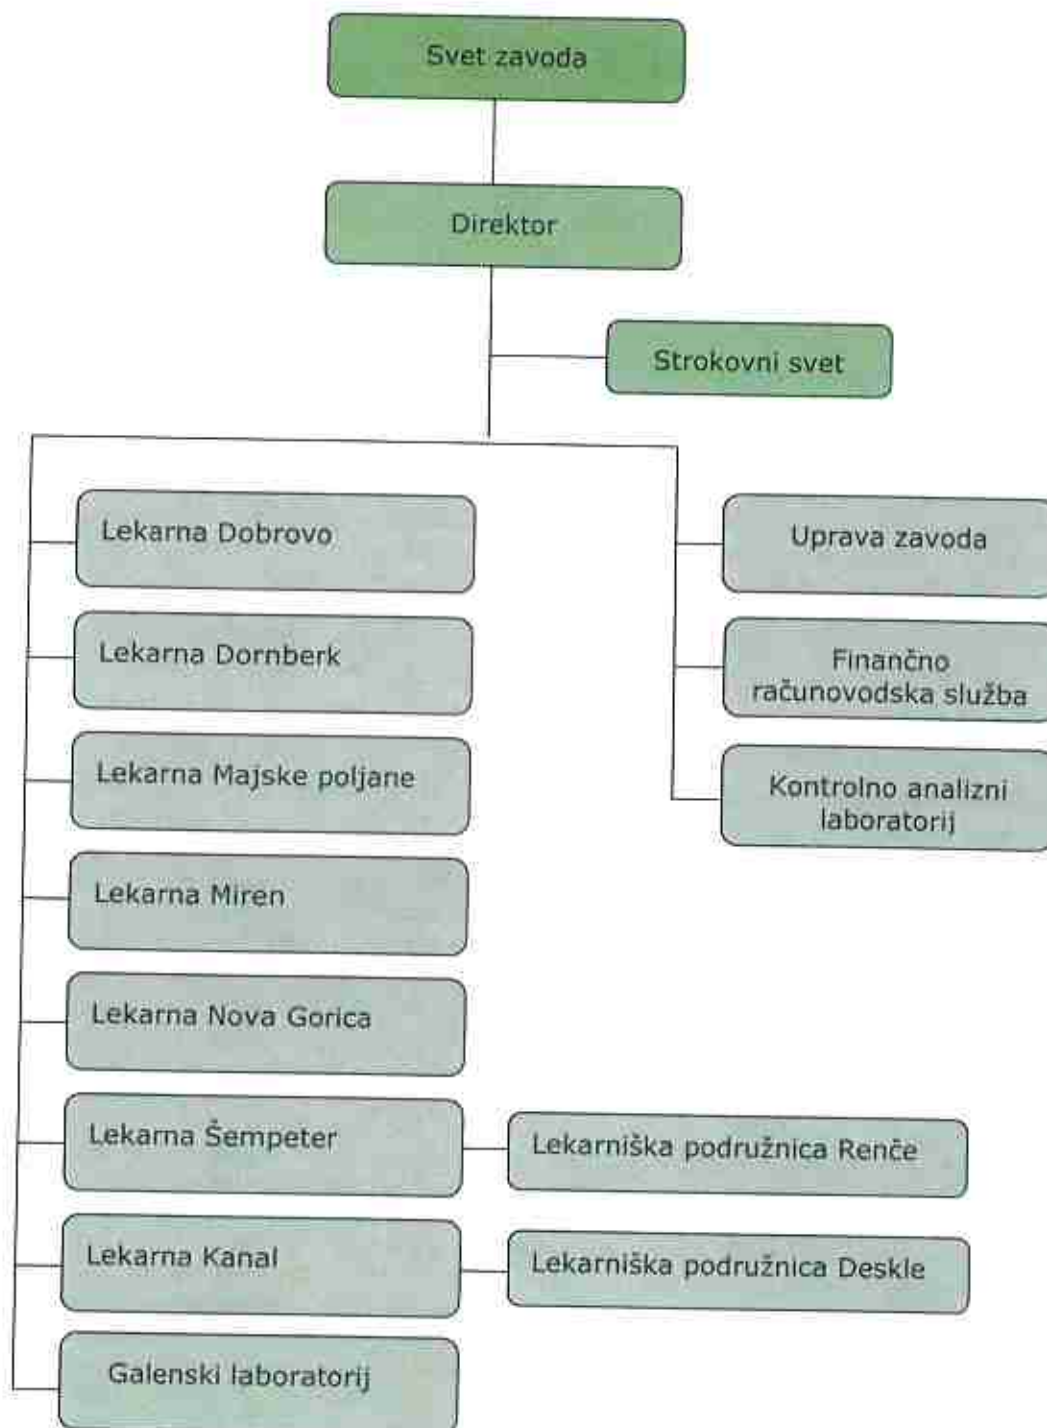 Svet zavoda
Direktor
Strokovni svet
Lekarna Dobrovo
Lekarna Dornberk
Lekarna Majske poljane
Lekarna Miren
Lekarna Nova Gorica
Lekarna Šempeter
Lekarniška podružnica Renče
Lekarna Kanal
Lekarniška podružnica Deskle
Galenski laboratorij
Uprava zavoda
Finančno
računovodska služba
Kontrolno analizni
laboratorij